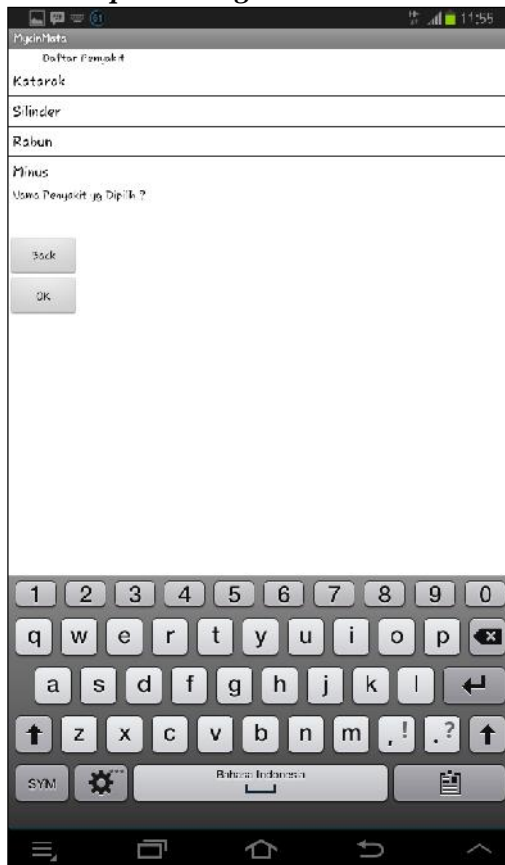 11:55
MycinMata
Daftar Penyakit
Katarak
Silinder
Rabun
Minus
Nama Penyakit yg Dipilih ?
Back
OK
1 2 3 4 5 6 7 8 9 0
q w e r t y u i o p
a s d f g h j k l
z x c v b n m , ! . ?
SYM
Bahasa Indonesia